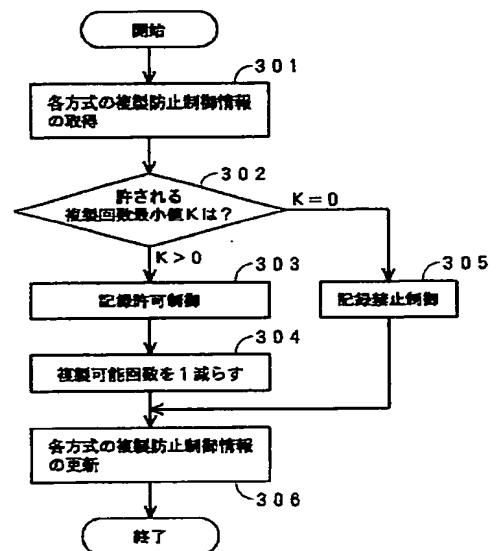 開始
301
各方式の複製防止制御情報
の取得
302
許される
複製回数最小値Kは?
K=0
K>0
303
305
記録許可制御
記録禁止制御
304
複製可能回数を1減らす
各方式の複製防止制御情報
の更新
306
終了